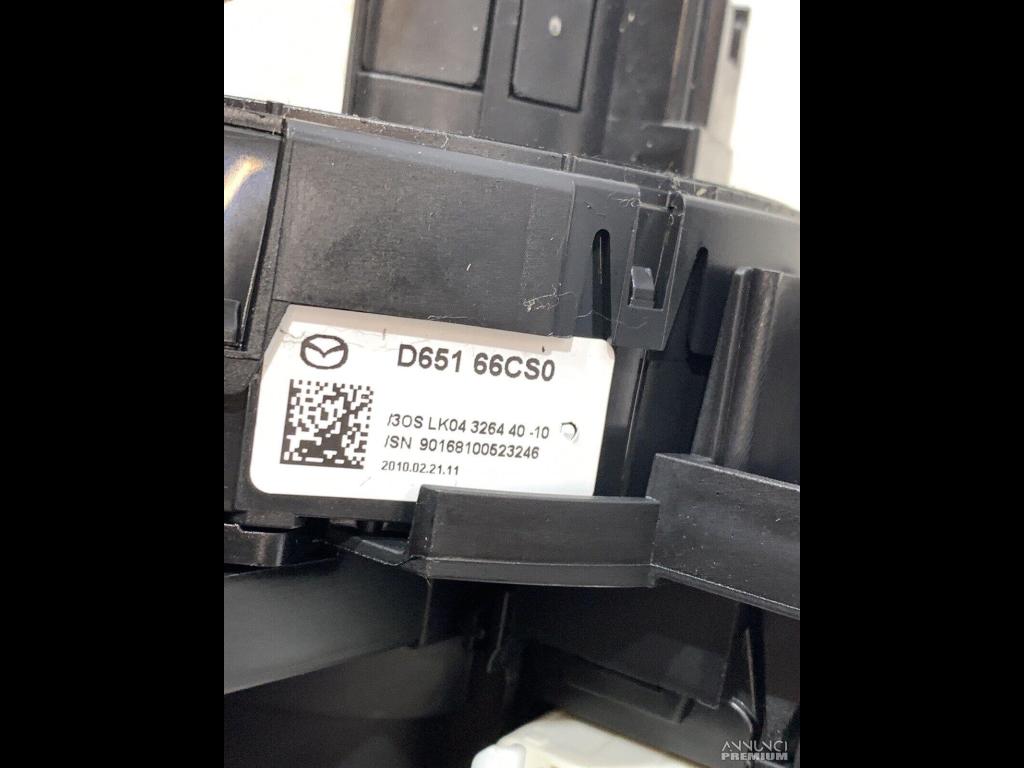 D651 66CS0
/3OS LK04 3264 40 -10
/SN 90168100523246
2010.02.21.11
ANNUNCI
PREMIUM